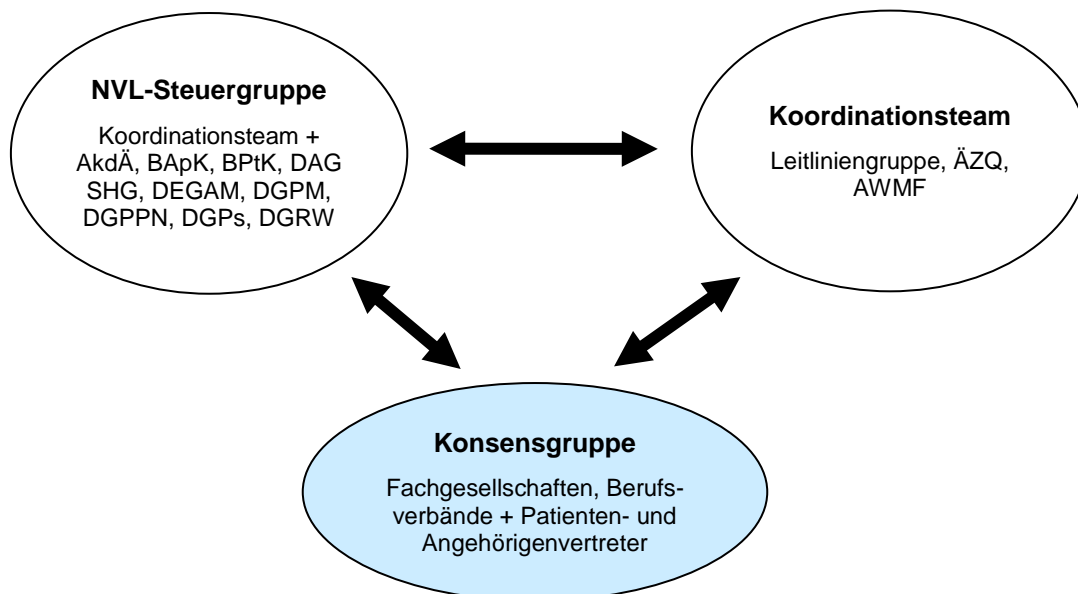 NVL-Steuergruppe
Koordinationsteam +
AkdÄ, BApK, BPtK, DAG
SHG, DEGAM, DGPM,
DGPPN, DGPs, DGRW
Koordinationsteam
Leitliniengruppe, ÄZQ,
AWMF
Konsensgruppe
Fachgesellschaften, Berufs-
verbände + Patienten- und
Angehörigenvertreter